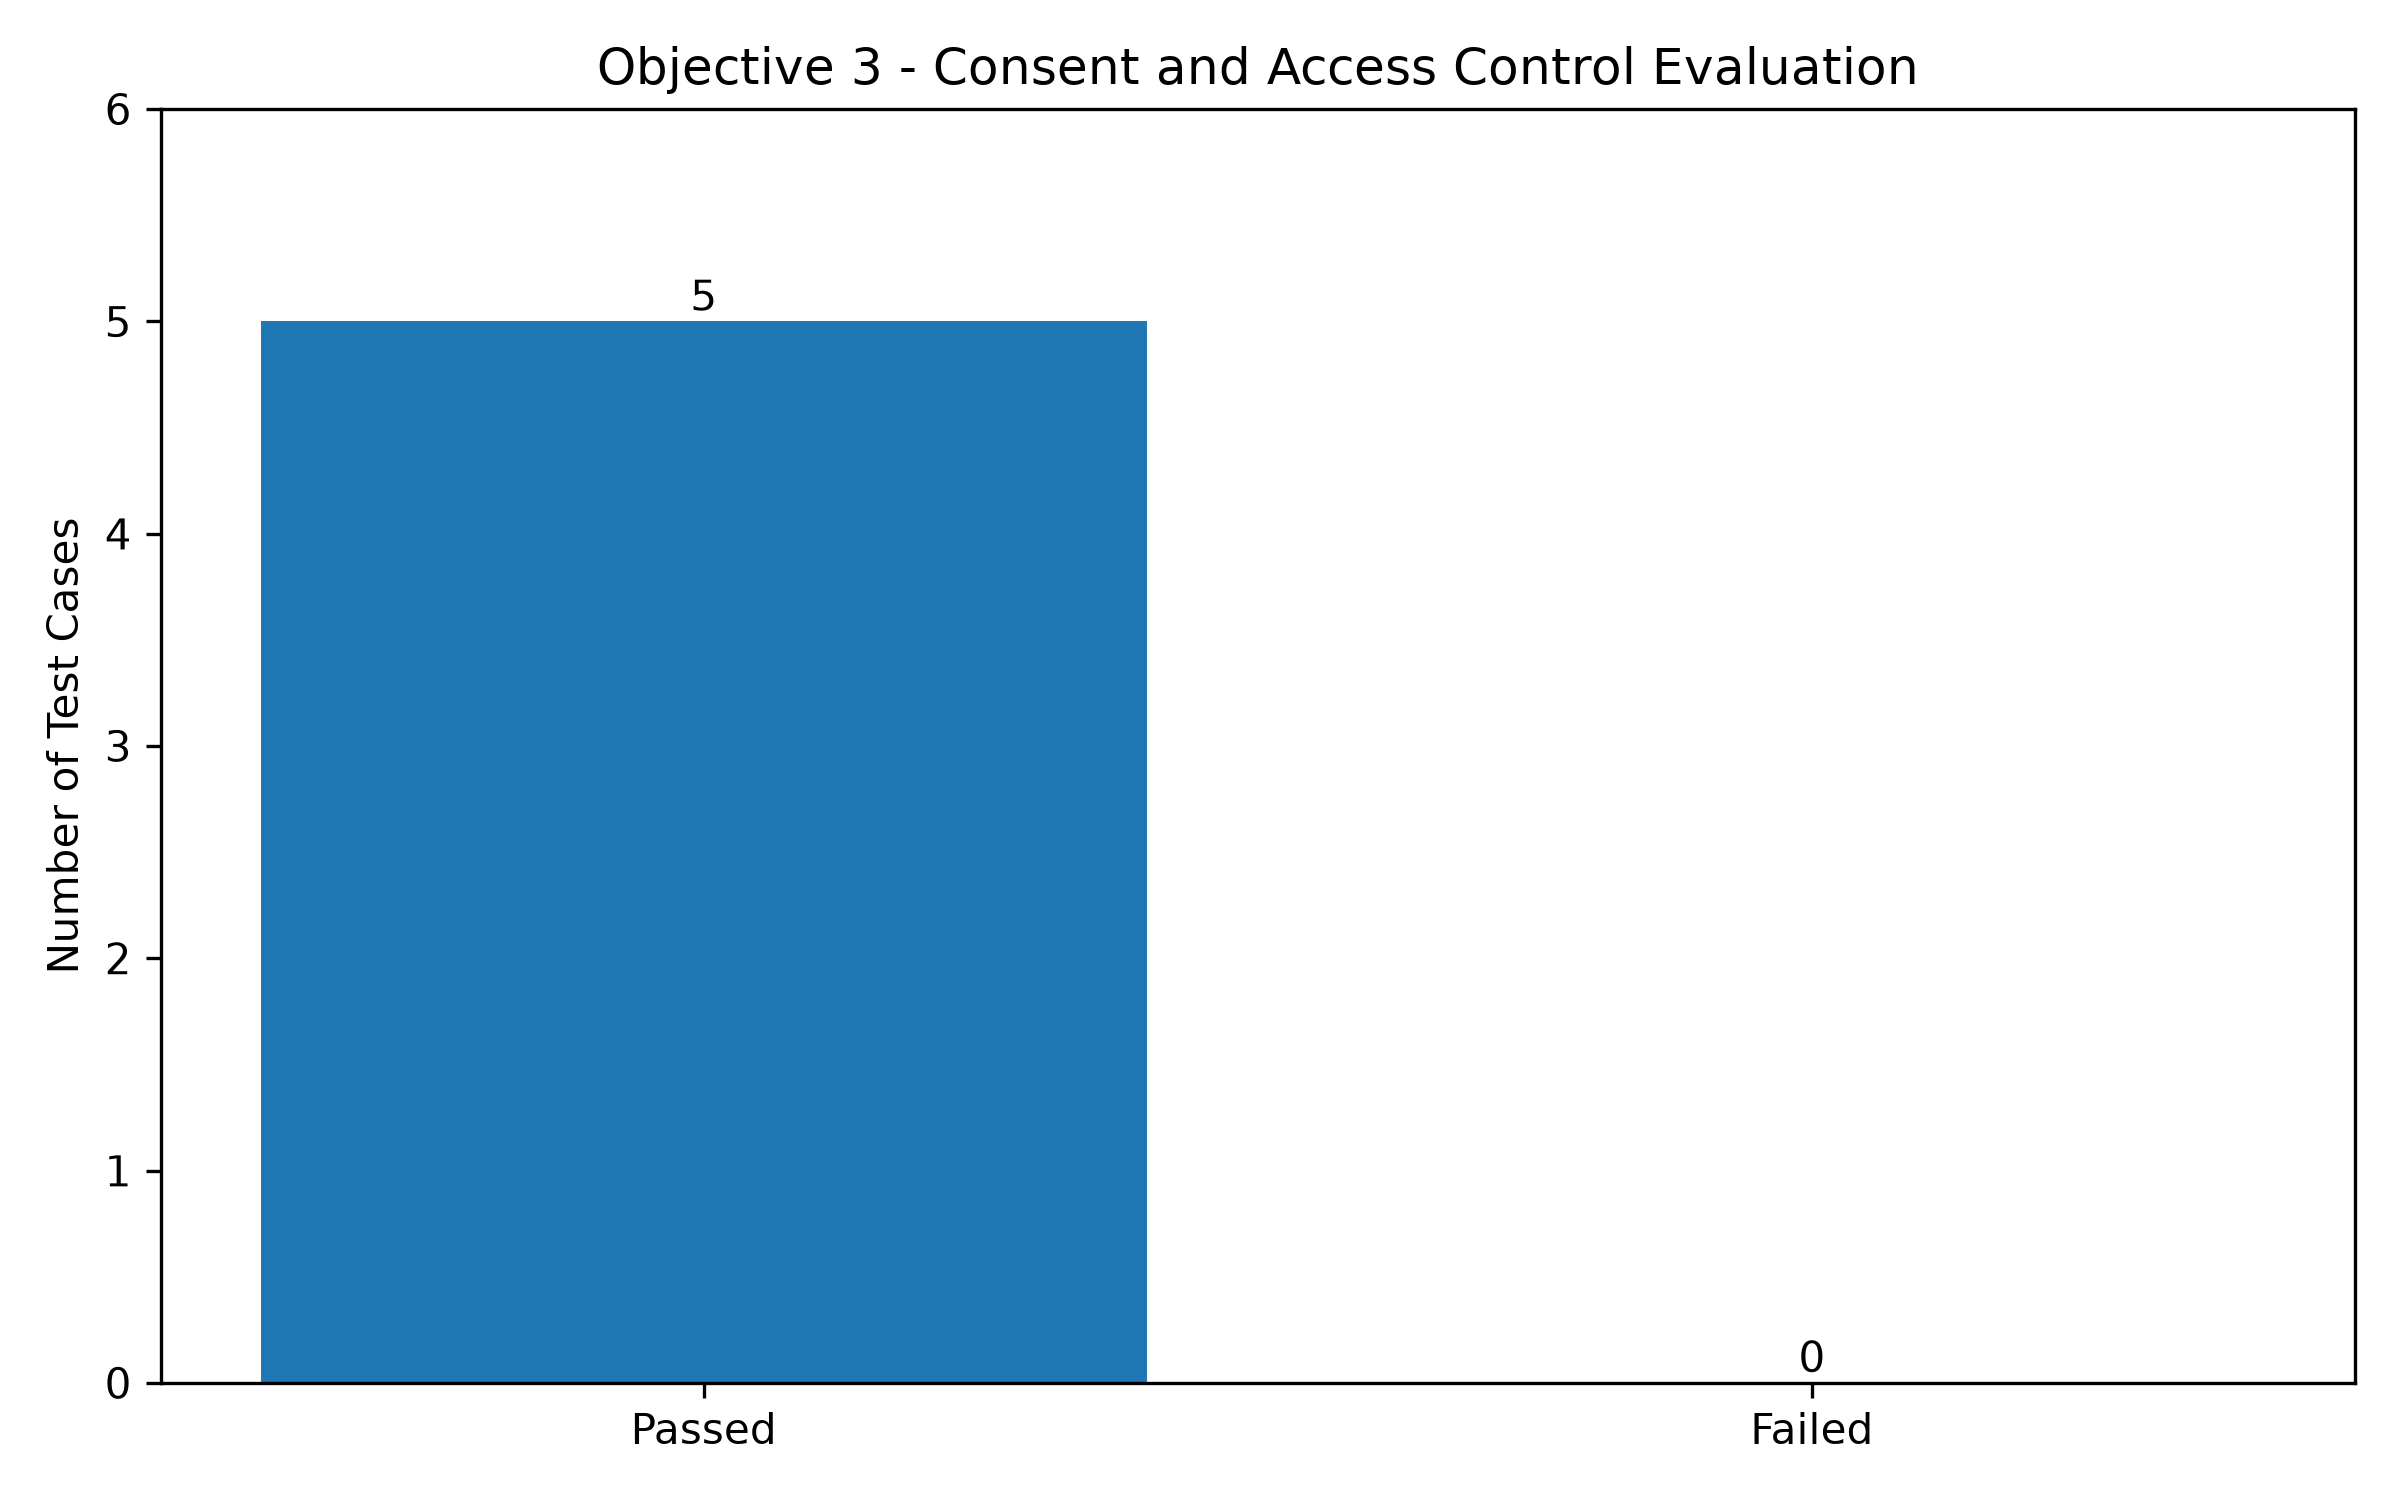 Objective 3 - Consent and Access Control Evaluation
6
5
4
3
2
1
0
Number of Test Cases
5
0
Passed
Failed